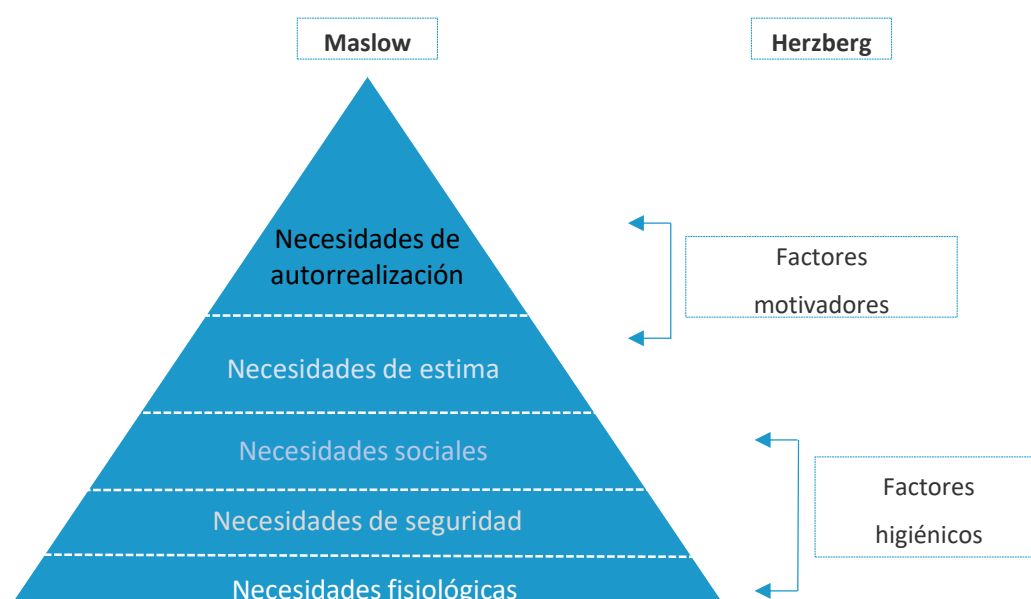 Maslow
Herzberg
Necesidades de
autorrealización
Factores
motivadores
Necesidades de estima
Necesidades sociales
Factores
higiénicos
Necesidades de seguridad
Necesidades fisiológicas